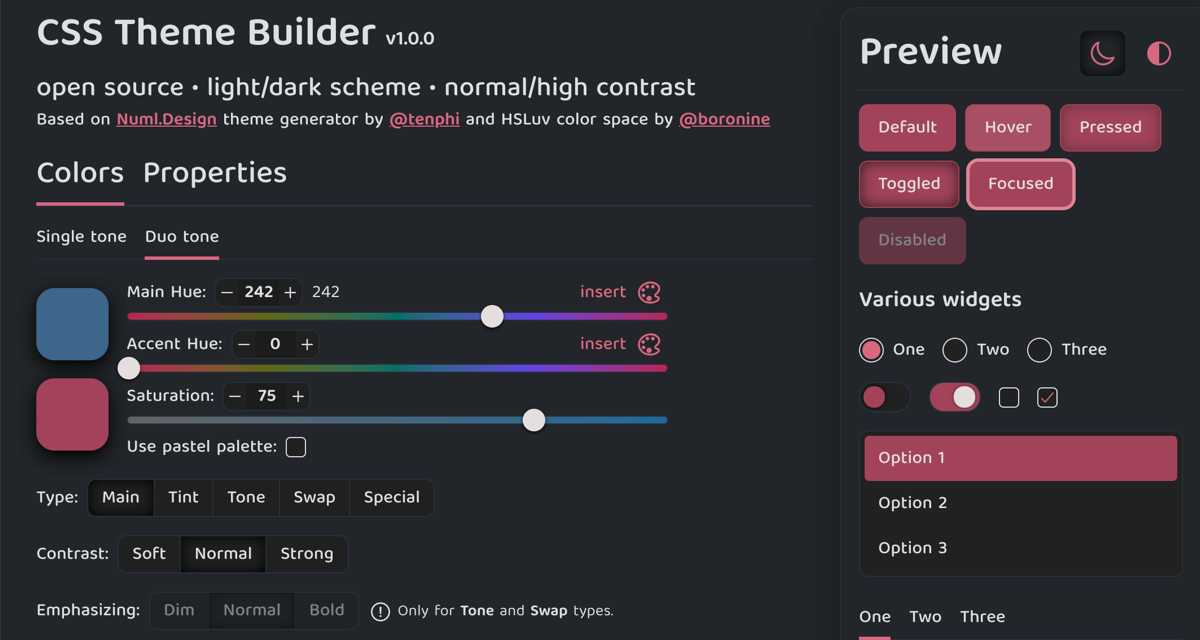 CSS Theme Builder v1.0.0
open source • light/dark scheme • normal/high contrast
Based on Numl.Design theme generator by @tenphi and HSLuv color space by @boronine
Colors Properties
Single tone Duo tone
Main Hue: − 242 + 242 insert
Accent Hue: − 0 + insert
Saturation: − 75 +
Use pastel palette:
Type: Main Tint Tone Swap Special
Contrast: Soft Normal Strong
Emphasizing: Dim Normal Bold Only for Tone and Swap types.
Preview
Default Hover Pressed
Toggled Focused
Disabled
Various widgets
One Two Three
Option 1
Option 2
Option 3
One Two Three